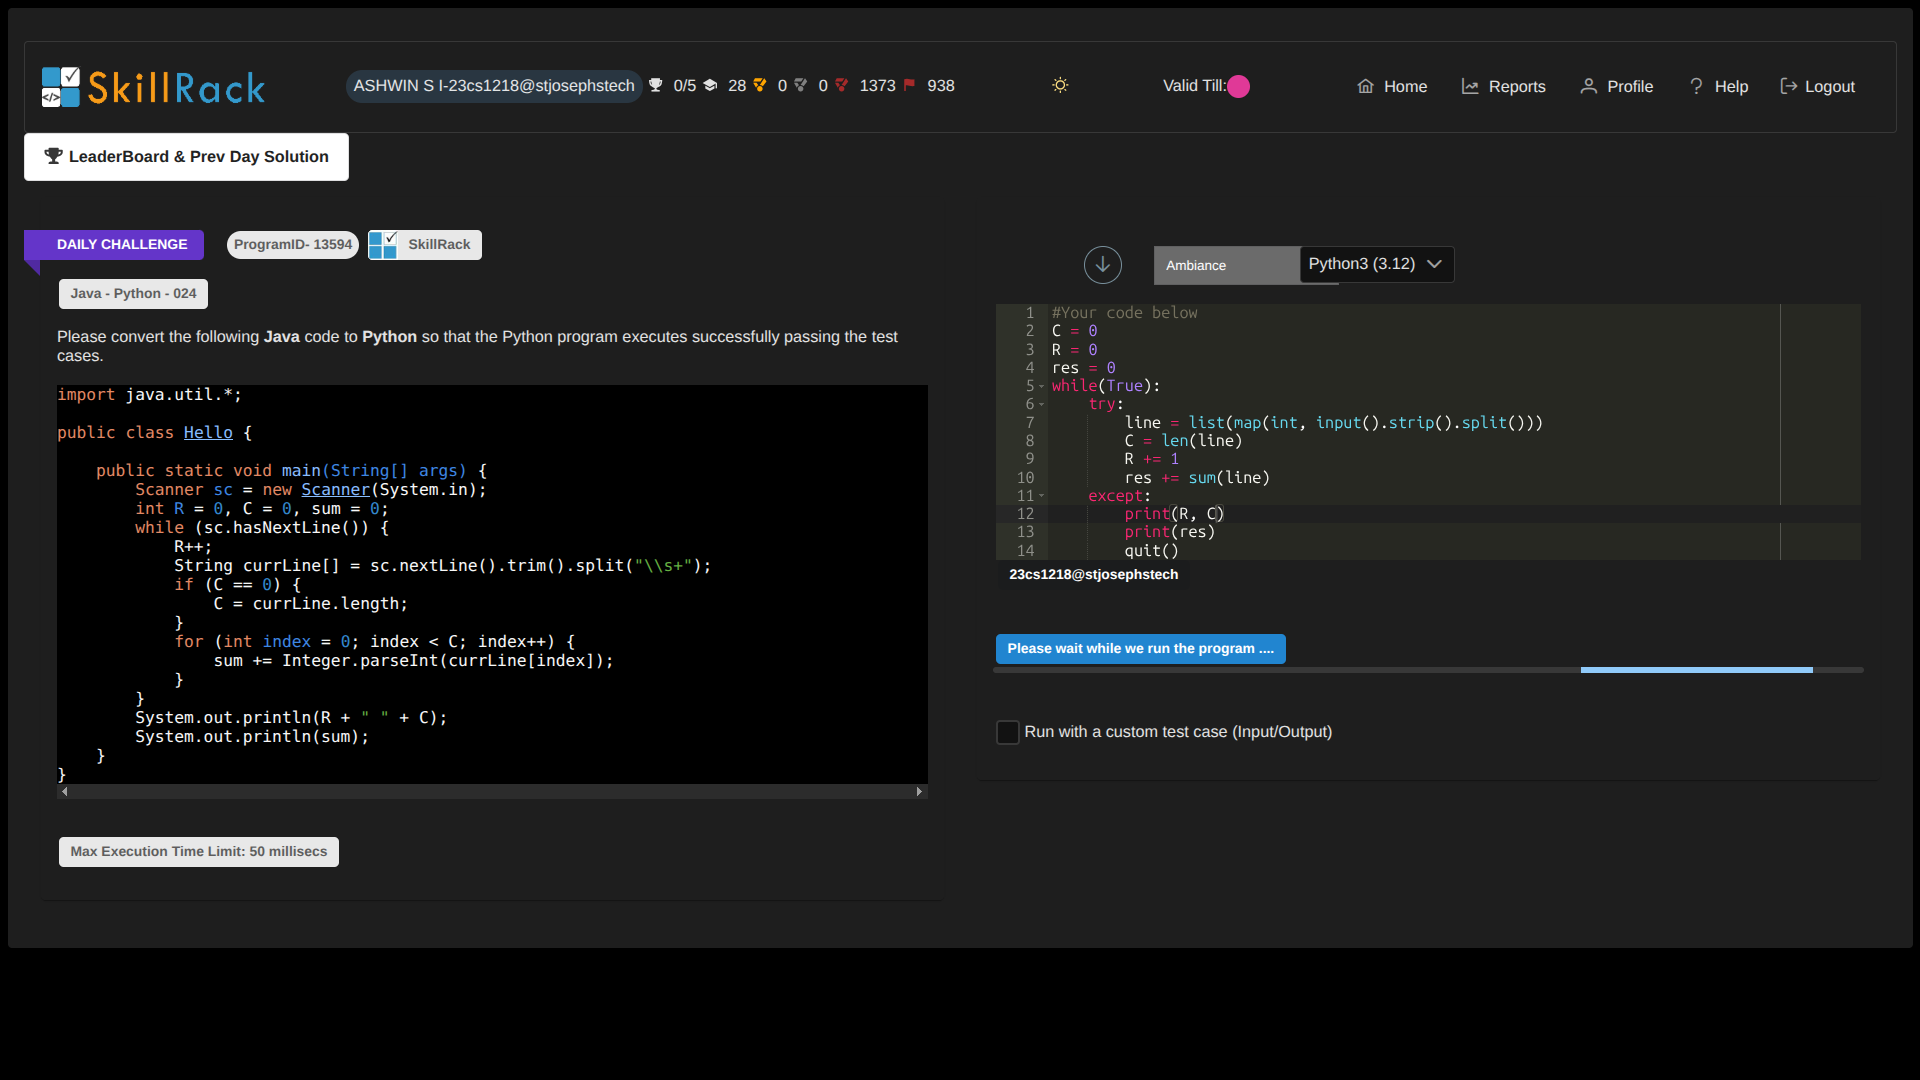 SkillRack
ASHWIN S I-23cs1218@stjosephstech 0/5 28 0 0 1373 938 Valid Till: Home Reports Profile Help Logout
LeaderBoard & Prev Day Solution
DAILY CHALLENGE ProgramID- 13594 SkillRack
Java - Python - 024
Please convert the following Java code to Python so that the Python program executes successfully passing the test
cases.
import java.util.*;
public class Hello {
    public static void main(String[] args) {
        Scanner sc = new Scanner(System.in);
        int R = 0, C = 0, sum = 0;
        while (sc.hasNextLine()) {
            R++;
            String currLine[] = sc.nextLine().trim().split("\\s+");
            if (C == 0) {
                C = currLine.length;
            }
            for (int index = 0; index < C; index++) {
                sum += Integer.parseInt(currLine[index]);
            }
        }
        System.out.println(R + " " + C);
        System.out.println(sum);
    }
}
Max Execution Time Limit: 50 millisecs
Ambiance Python3 (3.12)
1 #Your code below
2 C = 0
3 R = 0
4 res = 0
5 while(True):
6     try:
7         line = list(map(int, input().strip().split()))
8         C = len(line)
9         R += 1
10         res += sum(line)
11     except:
12         print(R, C)
13         print(res)
14         quit()
23cs1218@stjosephstech
Please wait while we run the program ....
Run with a custom test case (Input/Output)